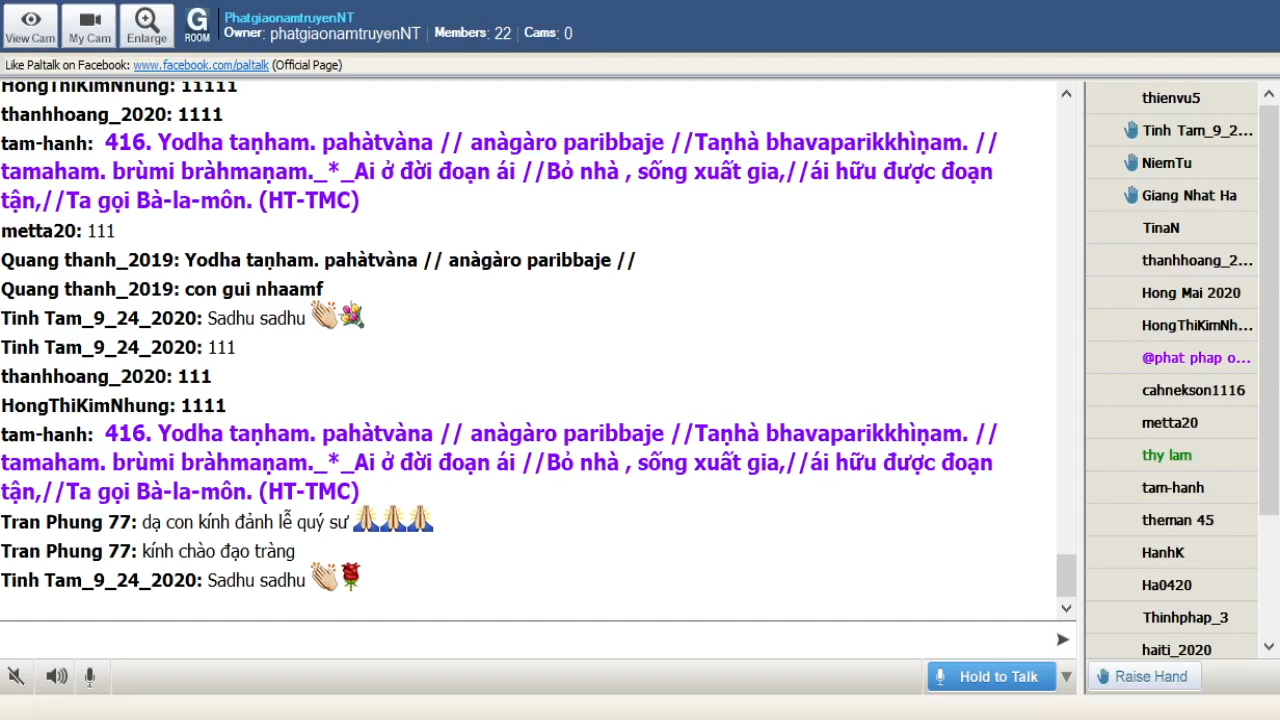 View Cam
My Cam
Enlarge
G
ROOM
PhatgiaonamtruyenNT
Owner: phatgiaonamtruyenNT | Members: 22 | Cams: 0
Like Paltalk on Facebook: www.facebook.com/paltalk (Official Page)
HongThiKimNhung: 11111
thanhhoang_2020: 1111
tam-hanh: 416. Yodha taṇham. pahàtvàna // anàgàro paribbaje //Taṇhà bhavaparikkhìṇam. //
tamaham. brùmi bràhmaṇam._*_Ai ở đời đoạn ái //Bỏ nhà , sống xuất gia,//ái hữu được đoạn
tận,//Ta gọi Bà-la-môn. (HT-TMC)
metta20: 111
Quang thanh_2019: Yodha taṇham. pahàtvàna // anàgàro paribbaje //
Quang thanh_2019: con gui nhaamf
Tinh Tam_9_24_2020: Sadhu sadhu
Tinh Tam_9_24_2020: 111
thanhhoang_2020: 111
HongThiKimNhung: 1111
tam-hanh: 416. Yodha taṇham. pahàtvàna // anàgàro paribbaje //Taṇhà bhavaparikkhìṇam. //
tamaham. brùmi bràhmaṇam._*_Ai ở đời đoạn ái //Bỏ nhà , sống xuất gia,//ái hữu được đoạn
tận,//Ta gọi Bà-la-môn. (HT-TMC)
Tran Phung 77: dạ con kính đảnh lễ quý sư
Tran Phung 77: kính chào đạo tràng
Tinh Tam_9_24_2020: Sadhu sadhu
thienvu5
Tinh Tam_9_2...
NiemTu
Giang Nhat Ha
TinaN
thanhhoang_2...
Hong Mai 2020
HongThiKimNh...
@phat phap o...
cahnekson1116
metta20
thy lam
tam-hanh
theman 45
HanhK
Ha0420
Thinhphap_3
haiti_2020
Hold to Talk
Raise Hand